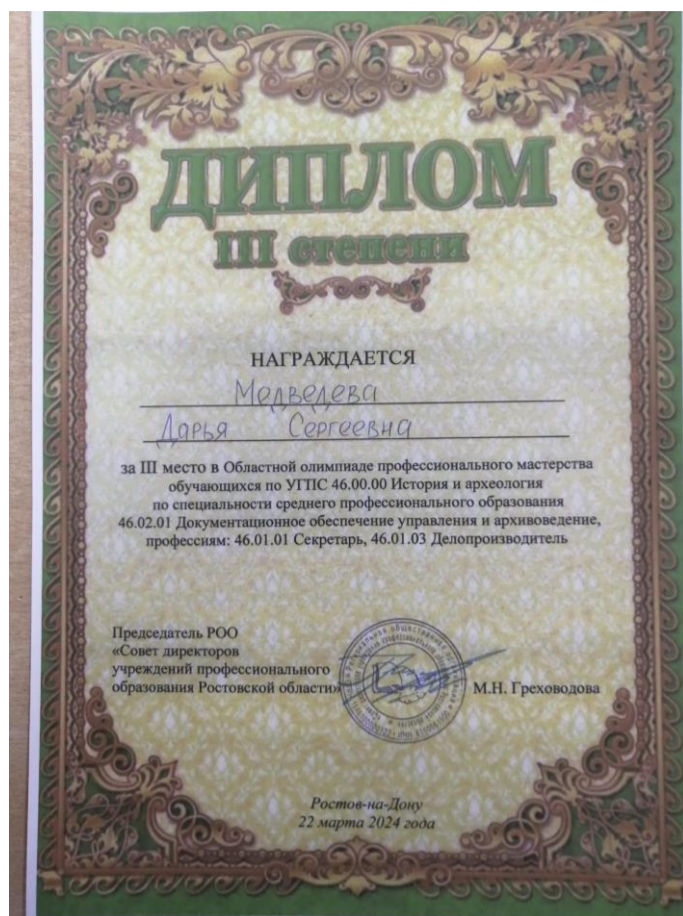 ДИПЛОМ
III степени
НАГРАЖДАЕТСЯ
Медведева
Дарья Сергеевна
за III место в Областной олимпиаде профессионального мастерства
обучающихся по УГПС 46.00.00 История и археология
по специальности среднего профессионального образования
46.02.01 Документационное обеспечение управления и архивоведение,
профессиям: 46.01.01 Секретарь, 46.01.03 Делопроизводитель
Председатель РОО
«Совет директоров
учреждений профессионального
образования Ростовской области»
М.Н. Греховодова
Ростов-на-Дону
22 марта 2024 года